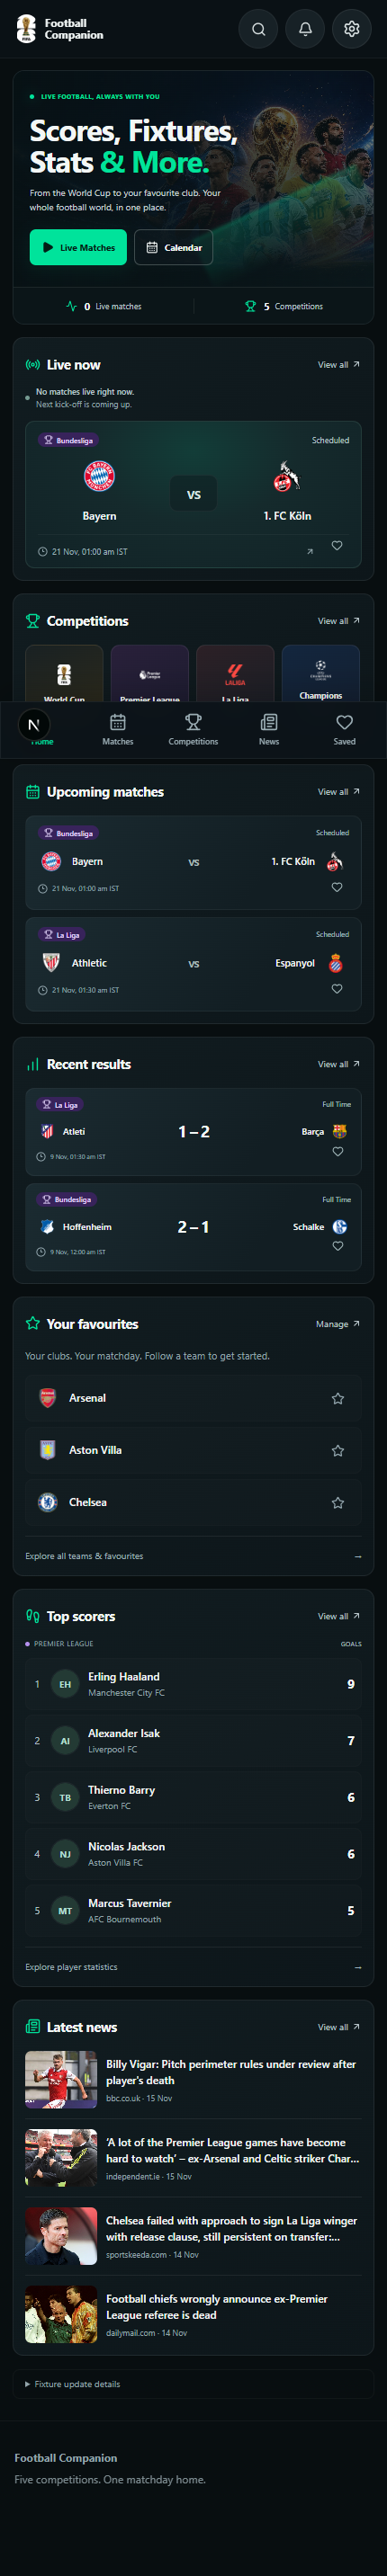 Football
Companion
LIVE FOOTBALL, ALWAYS WITH YOU
Scores, Fixtures,
Stats & More.
From the World Cup to your favourite club. Your
whole football world, in one place.
Live Matches
Calendar
0 Live matches
5 Competitions
Live now
View all
No matches live right now.
Next kick-off is coming up.
Bundesliga
Scheduled
VS
Bayern
1. FC Köln
21 Nov, 01:00 am IST
Competitions
View all
World Cup
Premier League
La Liga
Champions
N
Home
Matches
Competitions
News
Saved
Upcoming matches
View all
Bundesliga
Scheduled
Bayern
VS
1. FC Köln
21 Nov, 01:00 am IST
La Liga
Scheduled
Athletic
VS
Espanyol
21 Nov, 01:30 am IST
Recent results
View all
La Liga
Full Time
Atleti
1 – 2
Barça
9 Nov, 01:30 am IST
Bundesliga
Full Time
Hoffenheim
2 – 1
Schalke
9 Nov, 12:00 am IST
Your favourites
Manage
Your clubs. Your matchday. Follow a team to get started.
Arsenal
Aston Villa
Chelsea
Explore all teams & favourites →
Top scorers
View all
PREMIER LEAGUE
GOALS
1 EH Erling Haaland 9
Manchester City FC
2 AI Alexander Isak 7
Liverpool FC
3 TB Thierno Barry 6
Everton FC
4 NJ Nicolas Jackson 6
Aston Villa FC
5 MT Marcus Tavernier 5
AFC Bournemouth
Explore player statistics →
Latest news
View all
Billy Vigar: Pitch perimeter rules under review after
player's death
bbc.co.uk · 15 Nov
‘A lot of the Premier League games have become
hard to watch’ – ex-Arsenal and Celtic striker Char...
independent.ie · 15 Nov
Chelsea failed with approach to sign La Liga winger
with release clause, still persistent on transfer:...
sportskeeda.com · 14 Nov
Football chiefs wrongly announce ex-Premier
League referee is dead
dailymail.com · 14 Nov
Fixture update details
Football Companion
Five competitions. One matchday home.